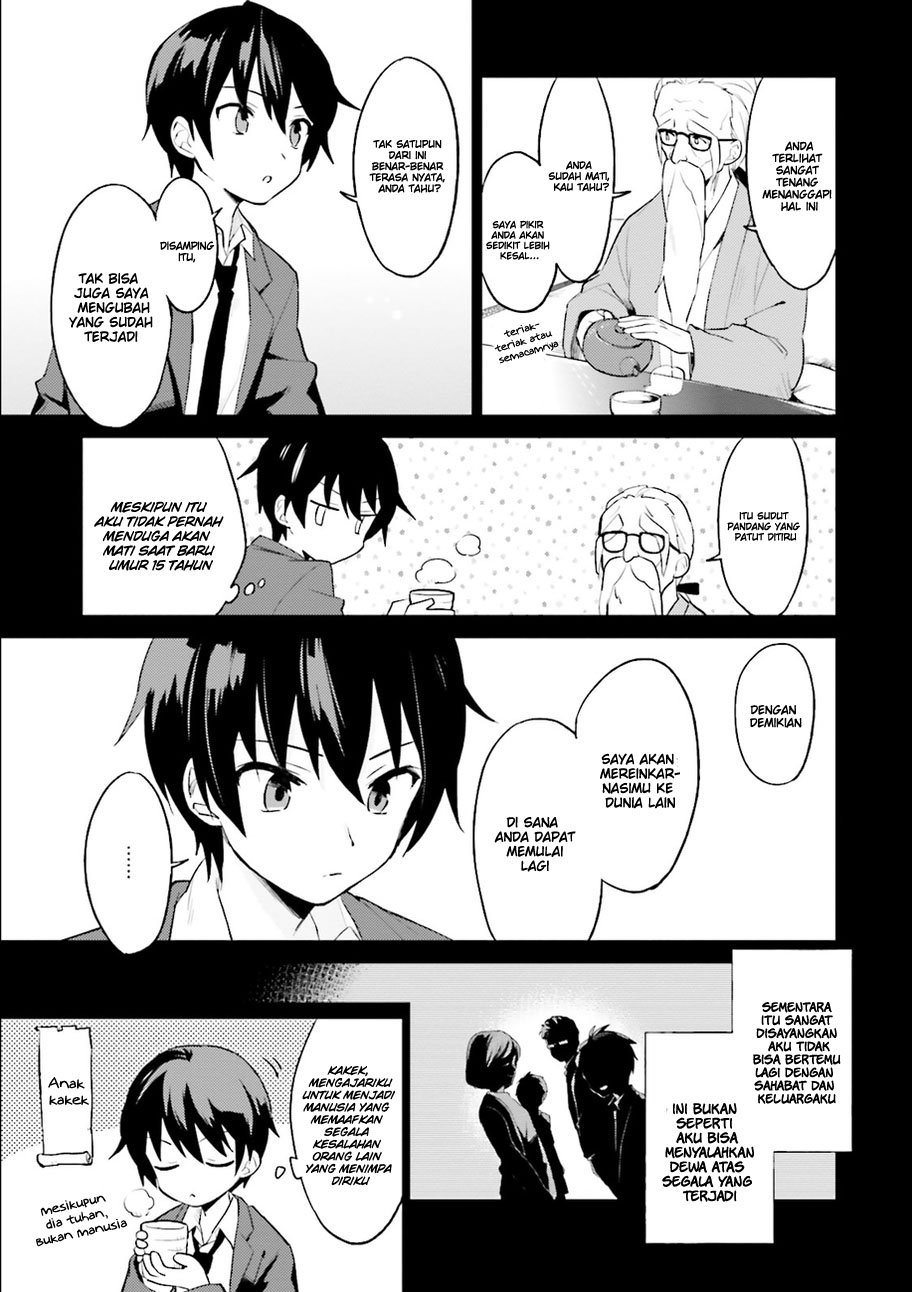 ANDA
TERLIHAT
SANGAT
TENANG
MENANGGAPI
HAL INI
ANDA
SUDAH MATI,
KAU TAHU?
SAYA PIKIR
ANDA AKAN
SEDIKIT LEBIH
KESAL...
teriak-
teriak atau
semacamnya
TAK SATUPUN
DARI INI
BENAR-BENAR
TERASA NYATA,
ANDA TAHU?
DISAMPING
ITU,
TAK BISA
JUGA SAYA
MENGUBAH
YANG SUDAH
TERJADI
ITU SUDUT
PANDANG YANG
PATUT DITIRU
MESKIPUN ITU
AKU TIDAK PERNAH
MENDUGA AKAN
MATI SAAT BARU
UMUR 15 TAHUN
DENGAN
DEMIKIAN
SAYA AKAN
MEREINKAR-
NASIMU KE
DUNIA LAIN
DI SANA
ANDA DAPAT
MEMULAI
LAGI
......
SEMENTARA
ITU SANGAT
DISAYANGKAN
AKU TIDAK
BISA BERTEMU
LAGI DENGAN
SAHABAT DAN
KELUARGAKU
INI BUKAN
SEPERTI
AKU BISA
MENYALAHKAN
DEWA ATAS
SEGALA YANG
TERJADI
KAKEK,
MENGAJARIKU
UNTUK MENJADI
MANUSIA YANG
MEMAAFKAN
SEGALA
KESALAHAN
ORANG LAIN
YANG MENIMPA
DIRIKU
Anak
kakek
mesikupun
dia tuhan,
Bukan manusia